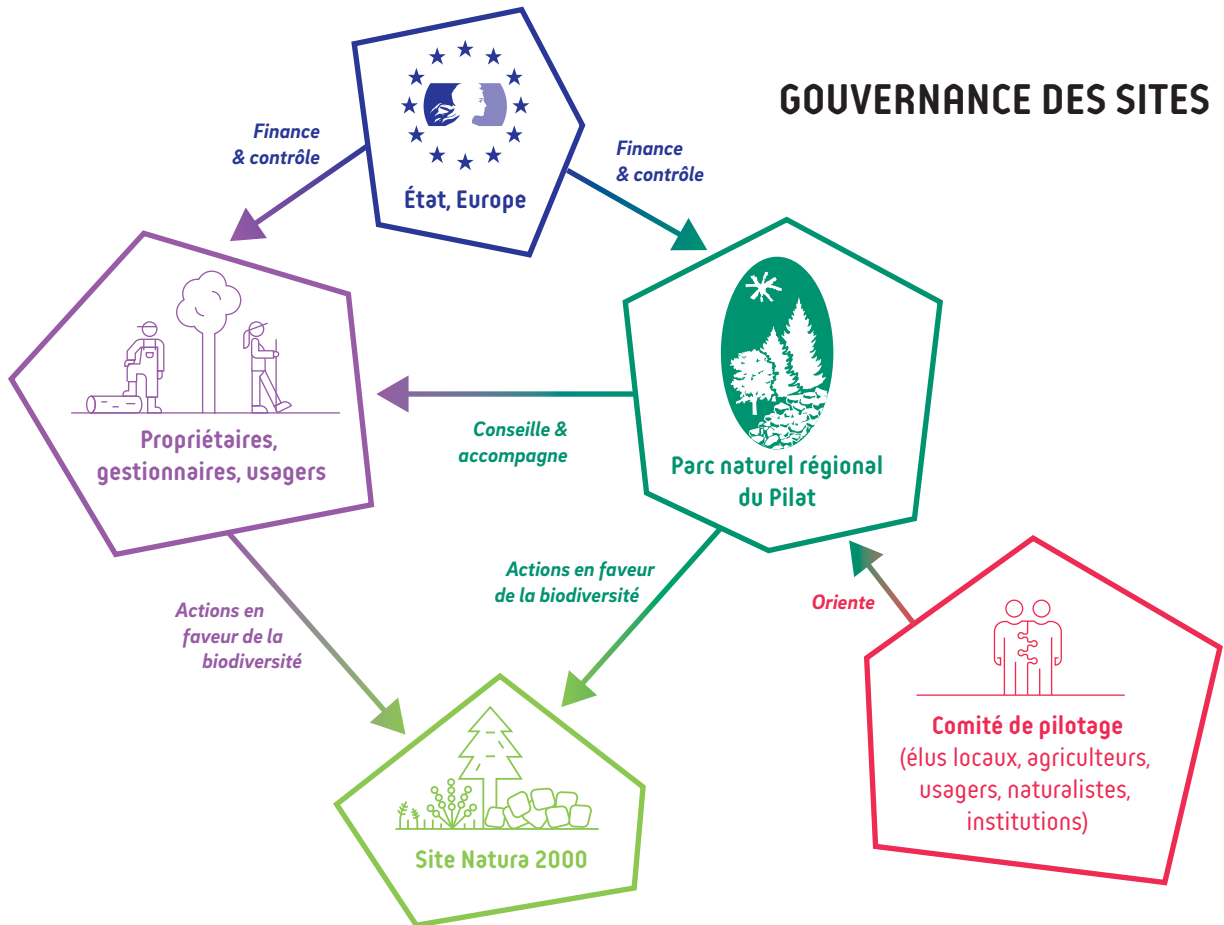 GOUVERNANCE DES SITES
Finance
& contrôle
Finance
& contrôle
État, Europe
Propriétaires,
gestionnaires, usagers
Conseille &
accompagne
Parc naturel régional
du Pilat
Actions en
faveur de la
biodiversité
Actions en faveur
de la biodiversité
Oriente
Comité de pilotage
(élus locaux, agriculteurs,
usagers, naturalistes,
institutions)
Site Natura 2000